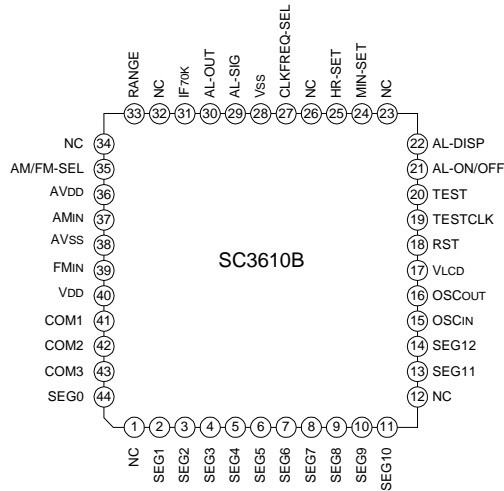 RANGE
NC
IF70K
AL-OUT
AL-SIG
VSS
CLKFREQ-SEL
NC
HR-SET
MIN-SET
NC
33 32 31 30 29 28 27 26 25 24 23
NC 34
AM/FM-SEL 35
AVDD 36
AMIN 37
AVSS 38
FMIN 39
VDD 40
COM1 41
COM2 42
COM3 43
SEG0 44
SC3610B
22 AL-DISP
21 AL-ON/OFF
20 TEST
19 TESTCLK
18 RST
17 VLCD
16 OSCOUT
15 OSCIN
14 SEG12
13 SEG11
12 NC
1 2 3 4 5 6 7 8 9 10 11
NC
SEG1
SEG2
SEG3
SEG4
SEG5
SEG6
SEG7
SEG8
SEG9
SEG10